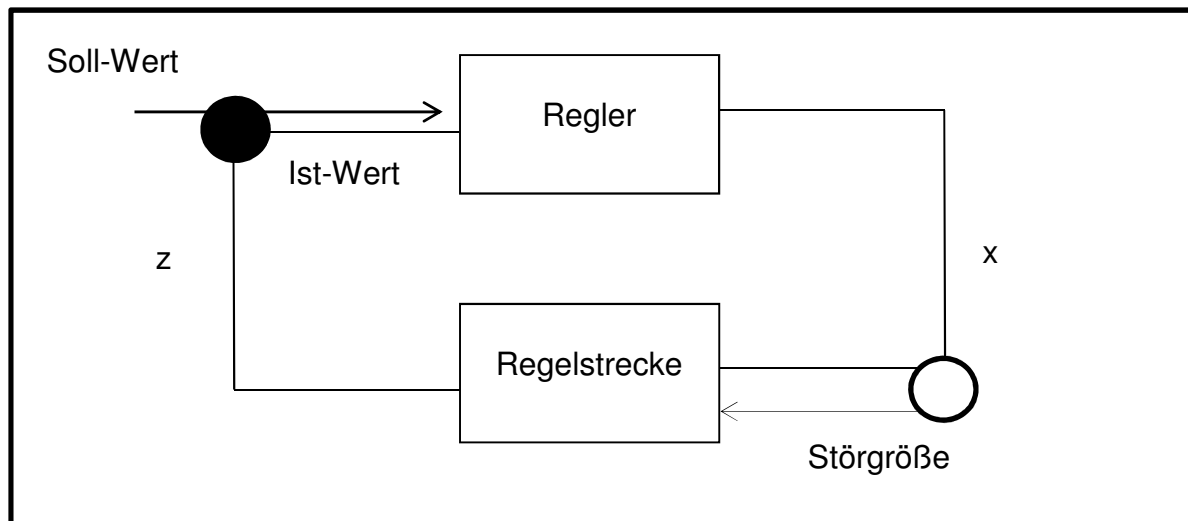 Soll-Wert
Regler
Ist-Wert
z
x
Regelstrecke
Störgröße